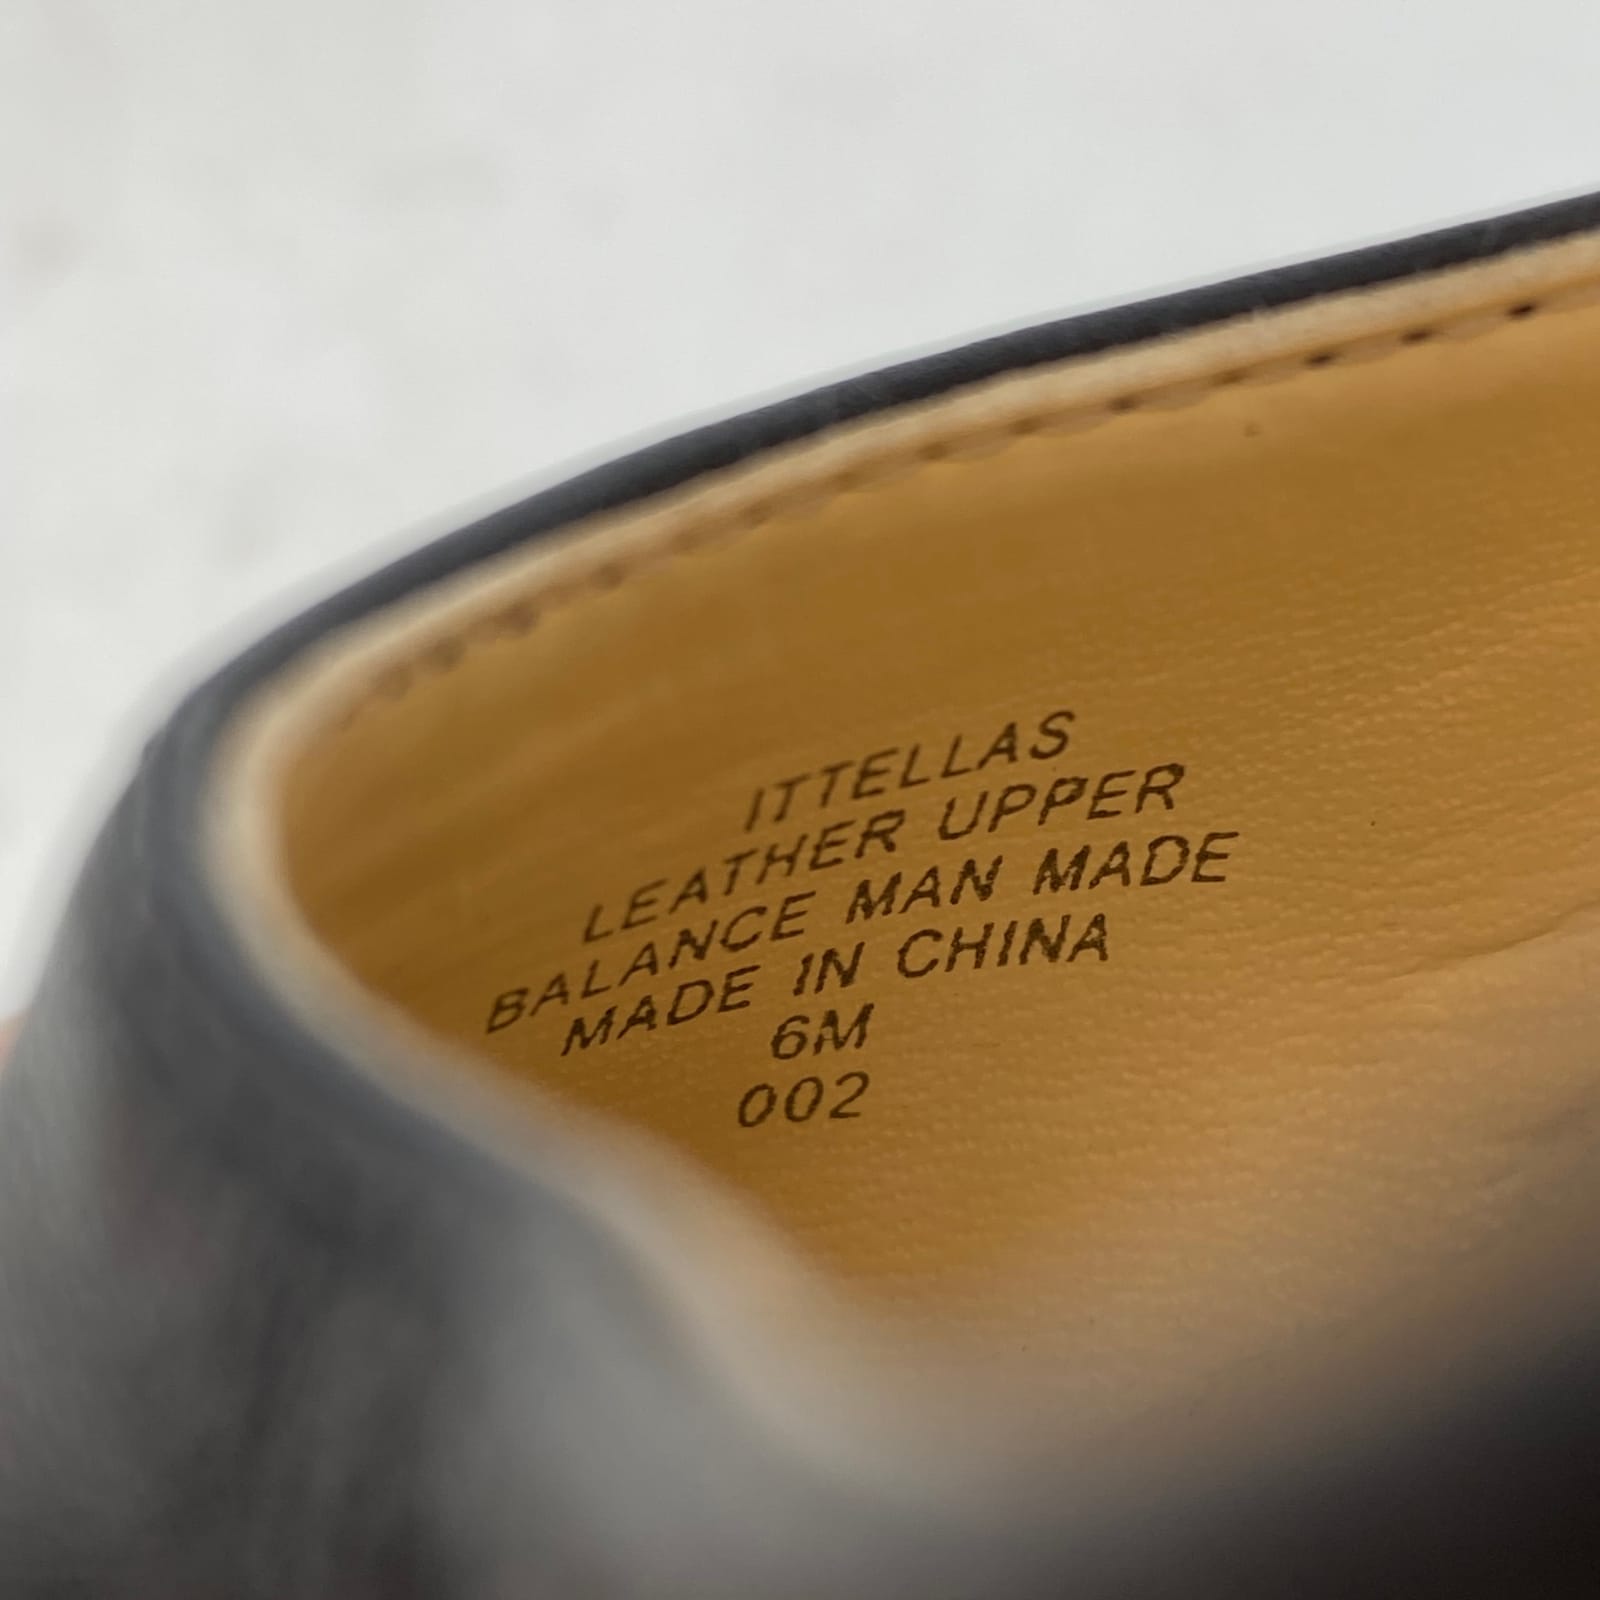 ITTELLAS
LEATHER UPPER
BALANCE MAN MADE
MADE IN CHINA
6M
002